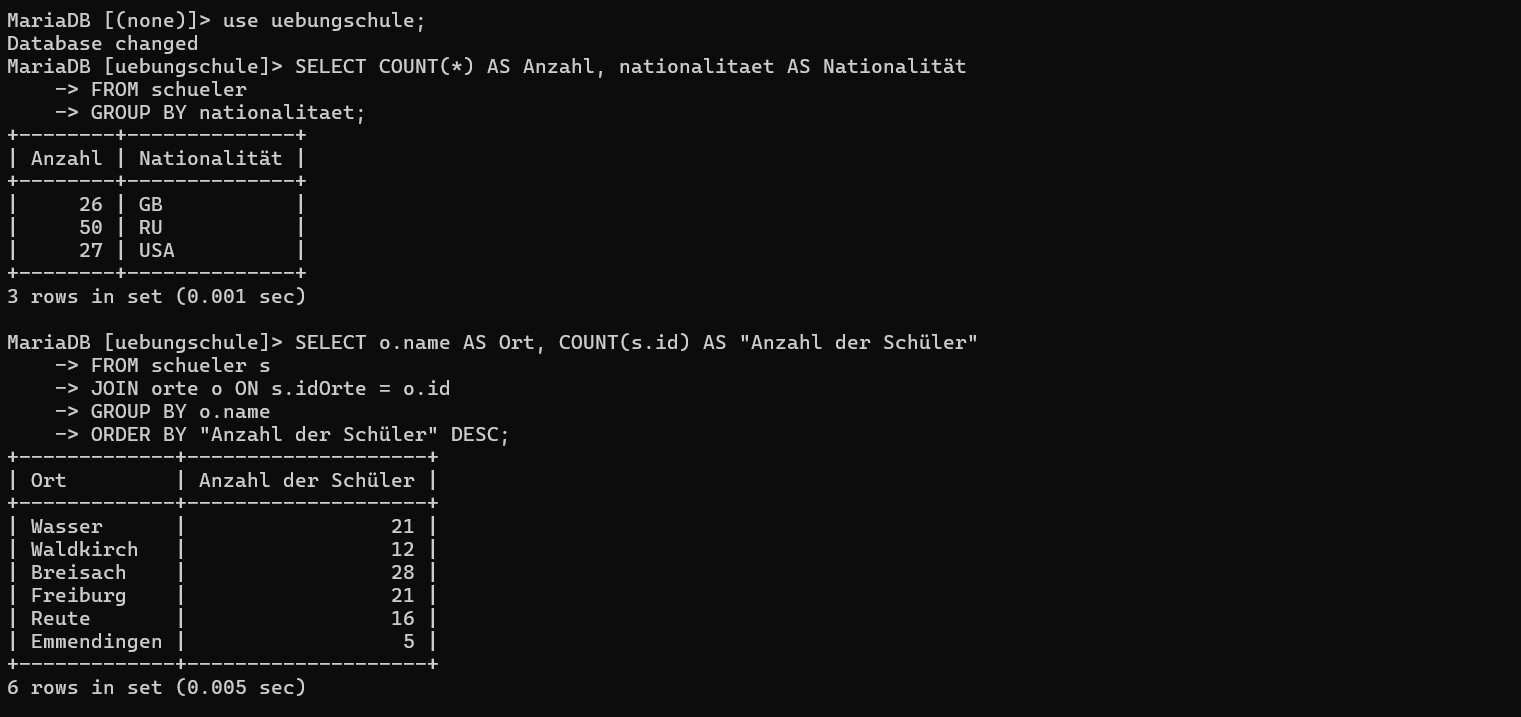 MariaDB [(none)]> use uebungschule;
Database changed
MariaDB [uebungschule]> SELECT COUNT(*) AS Anzahl, nationalitaet AS Nationalität
    -> FROM schueler
    -> GROUP BY nationalitaet;
+--------+--------------+
| Anzahl | Nationalität |
+--------+--------------+
|     26 | GB           |
|     50 | RU           |
|     27 | USA          |
+--------+--------------+
3 rows in set (0.001 sec)

MariaDB [uebungschule]> SELECT o.name AS Ort, COUNT(s.id) AS "Anzahl der Schüler"
    -> FROM schueler s
    -> JOIN orte o ON s.idOrte = o.id
    -> GROUP BY o.name
    -> ORDER BY "Anzahl der Schüler" DESC;
+-------------+--------------------+
| Ort         | Anzahl der Schüler |
+-------------+--------------------+
| Wasser      |                 21 |
| Waldkirch   |                 12 |
| Breisach    |                 28 |
| Freiburg    |                 21 |
| Reute       |                 16 |
| Emmendingen |                  5 |
+-------------+--------------------+
6 rows in set (0.005 sec)